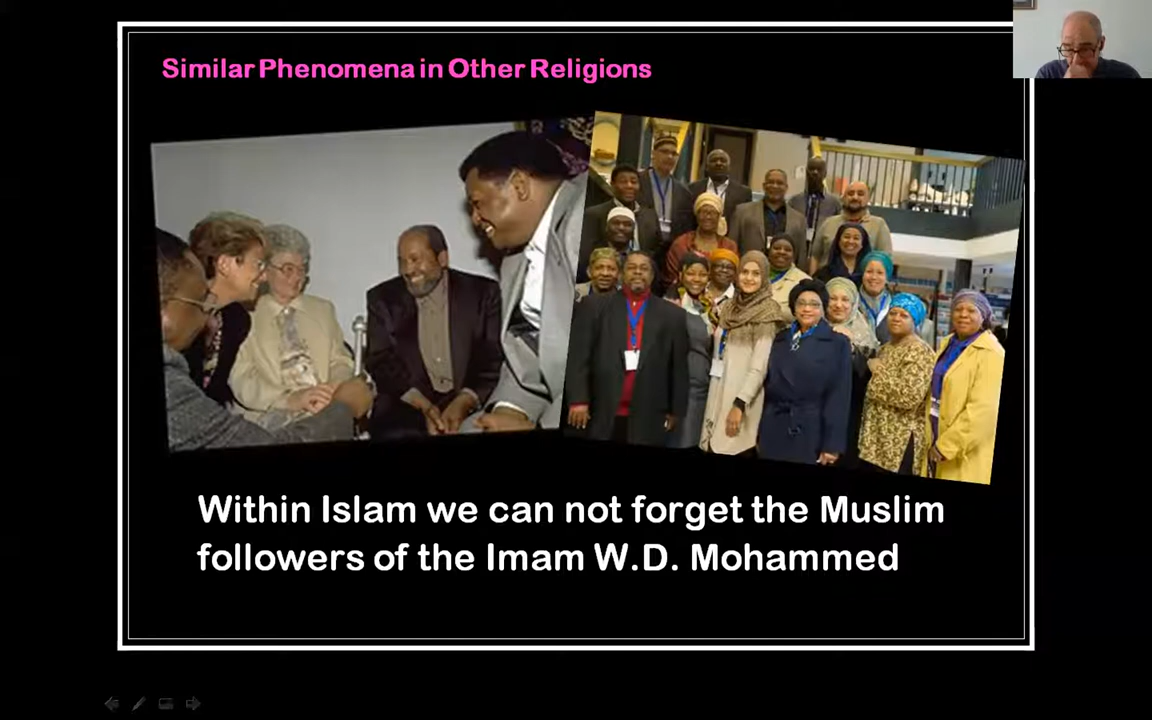 Similar Phenomena in Other Religions
Within Islam we can not forget the Muslim
followers of the Imam W.D. Mohammed